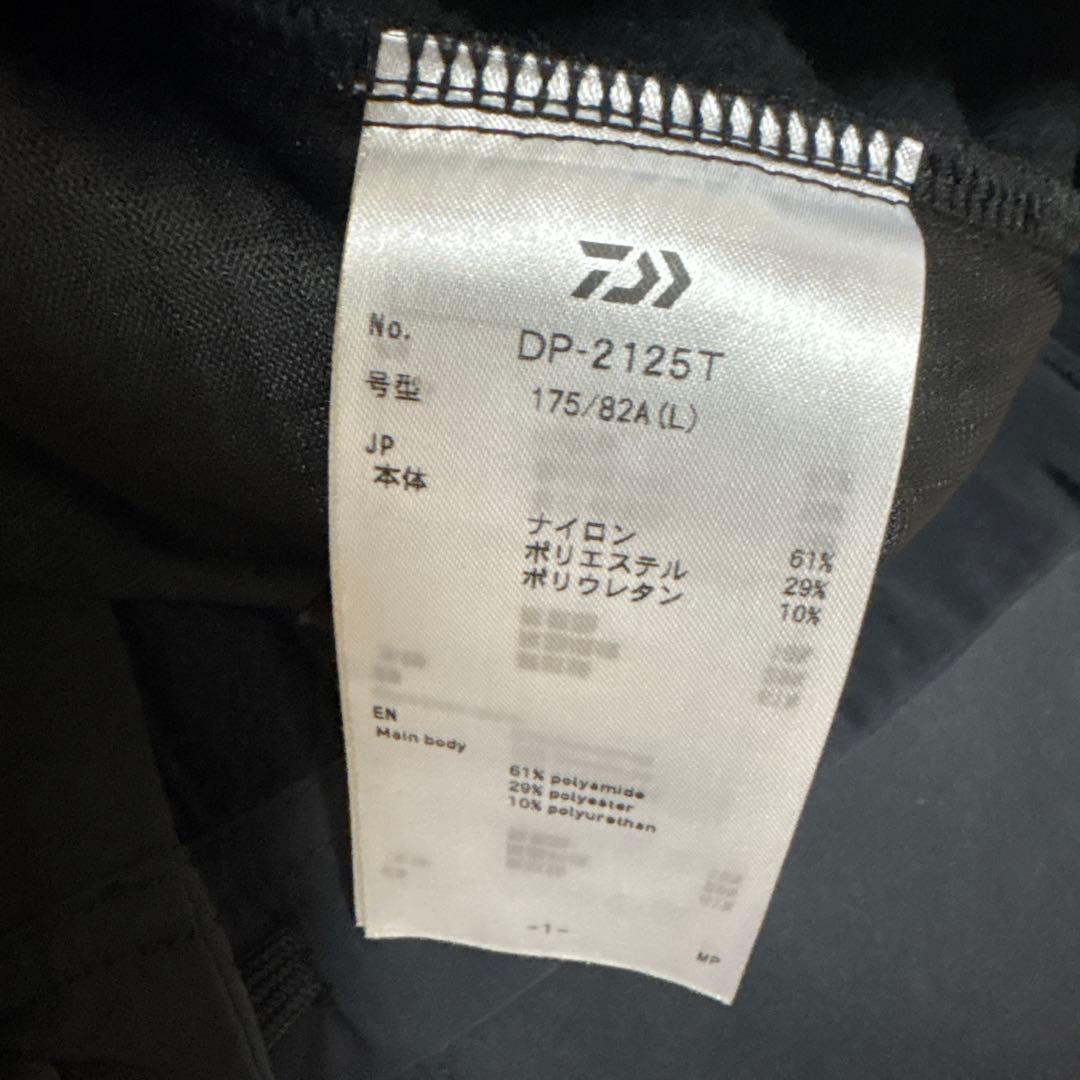 No. DP-2125T
号型 175/82A(L)
JP
本体
ナイロン 61%
ポリエステル 29%
ポリウレタン 10%
EN
Main body
61% polyamide
29% polyester
10% polyurethan
-1-
MP